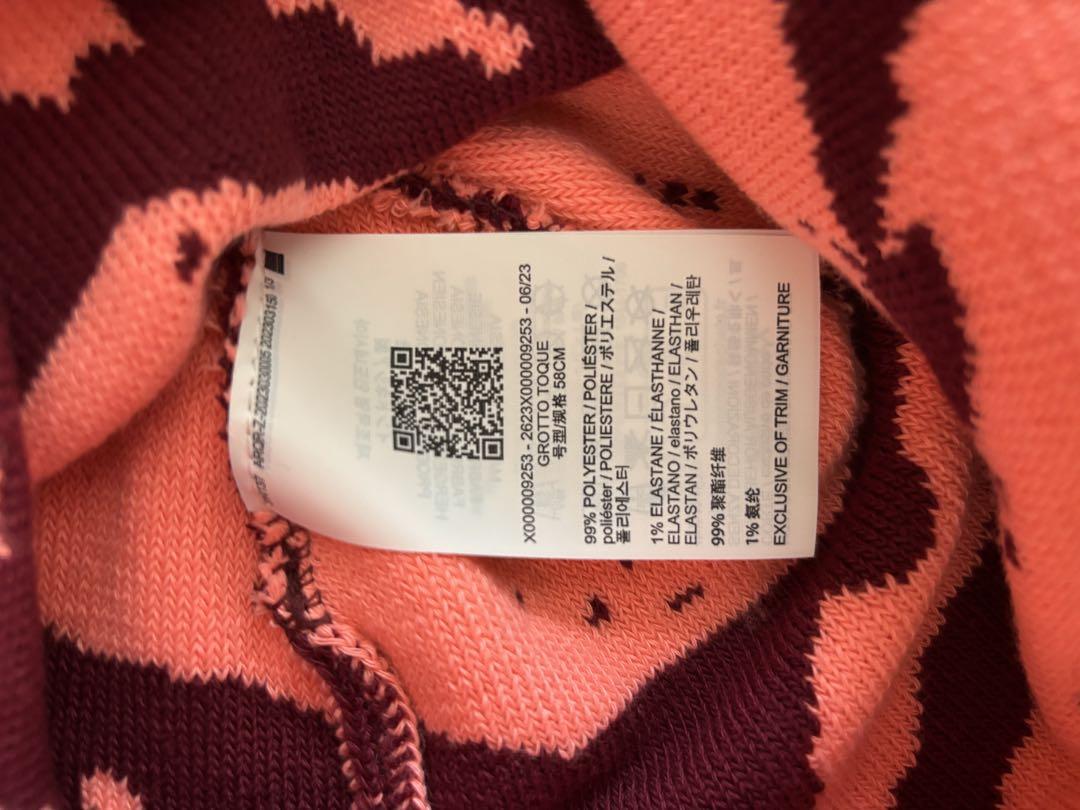 X000009253 - 2623X000009253 - 06/23
GROTTO TOQUE
号型/规格 58CM
99% POLYESTER / POLIÉSTER /
poliéster / POLIESTERE / ポリエステル /
폴리에스터
1% ELASTANE / ÉLASTHANNE /
ELASTANO / elastano / ELASTHAN /
ELASTAN / ポリウレタン / 폴리우레탄
99% 聚酯纤维
1% 氨纶
EXCLUSIVE OF TRIM / GARNITURE